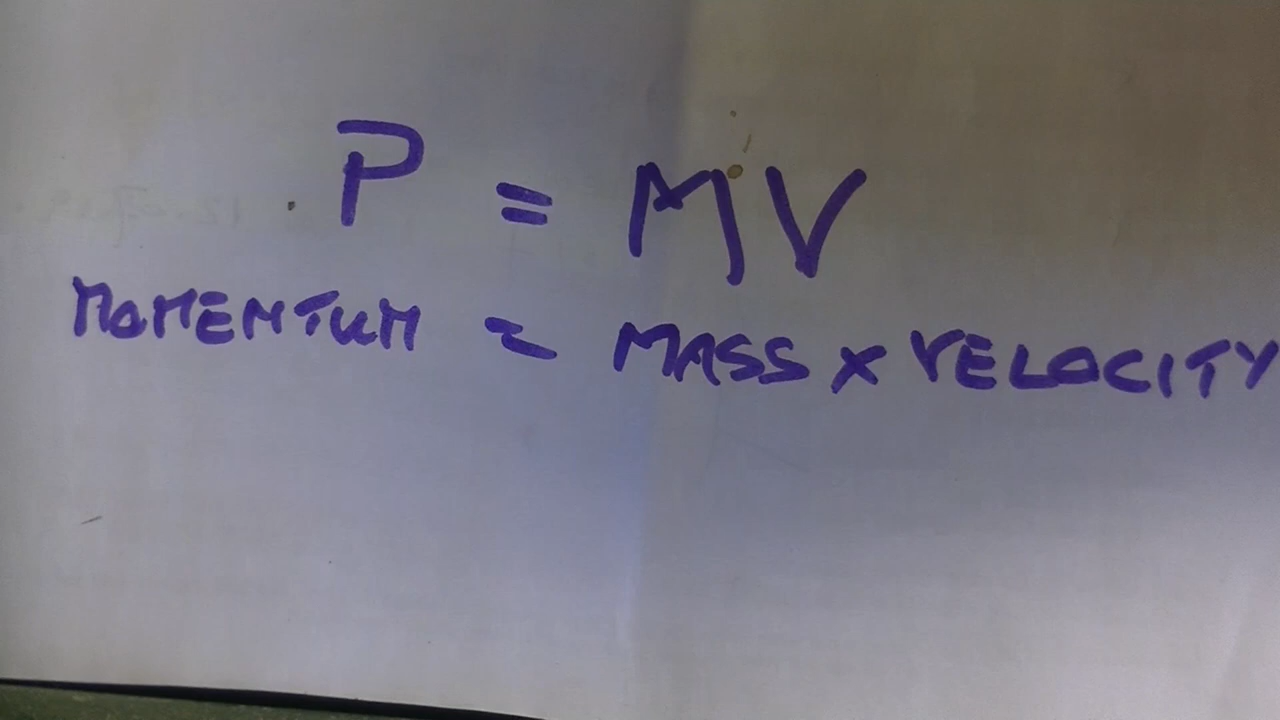 P = MV
MOMENTUM = MASS x VELOCITY